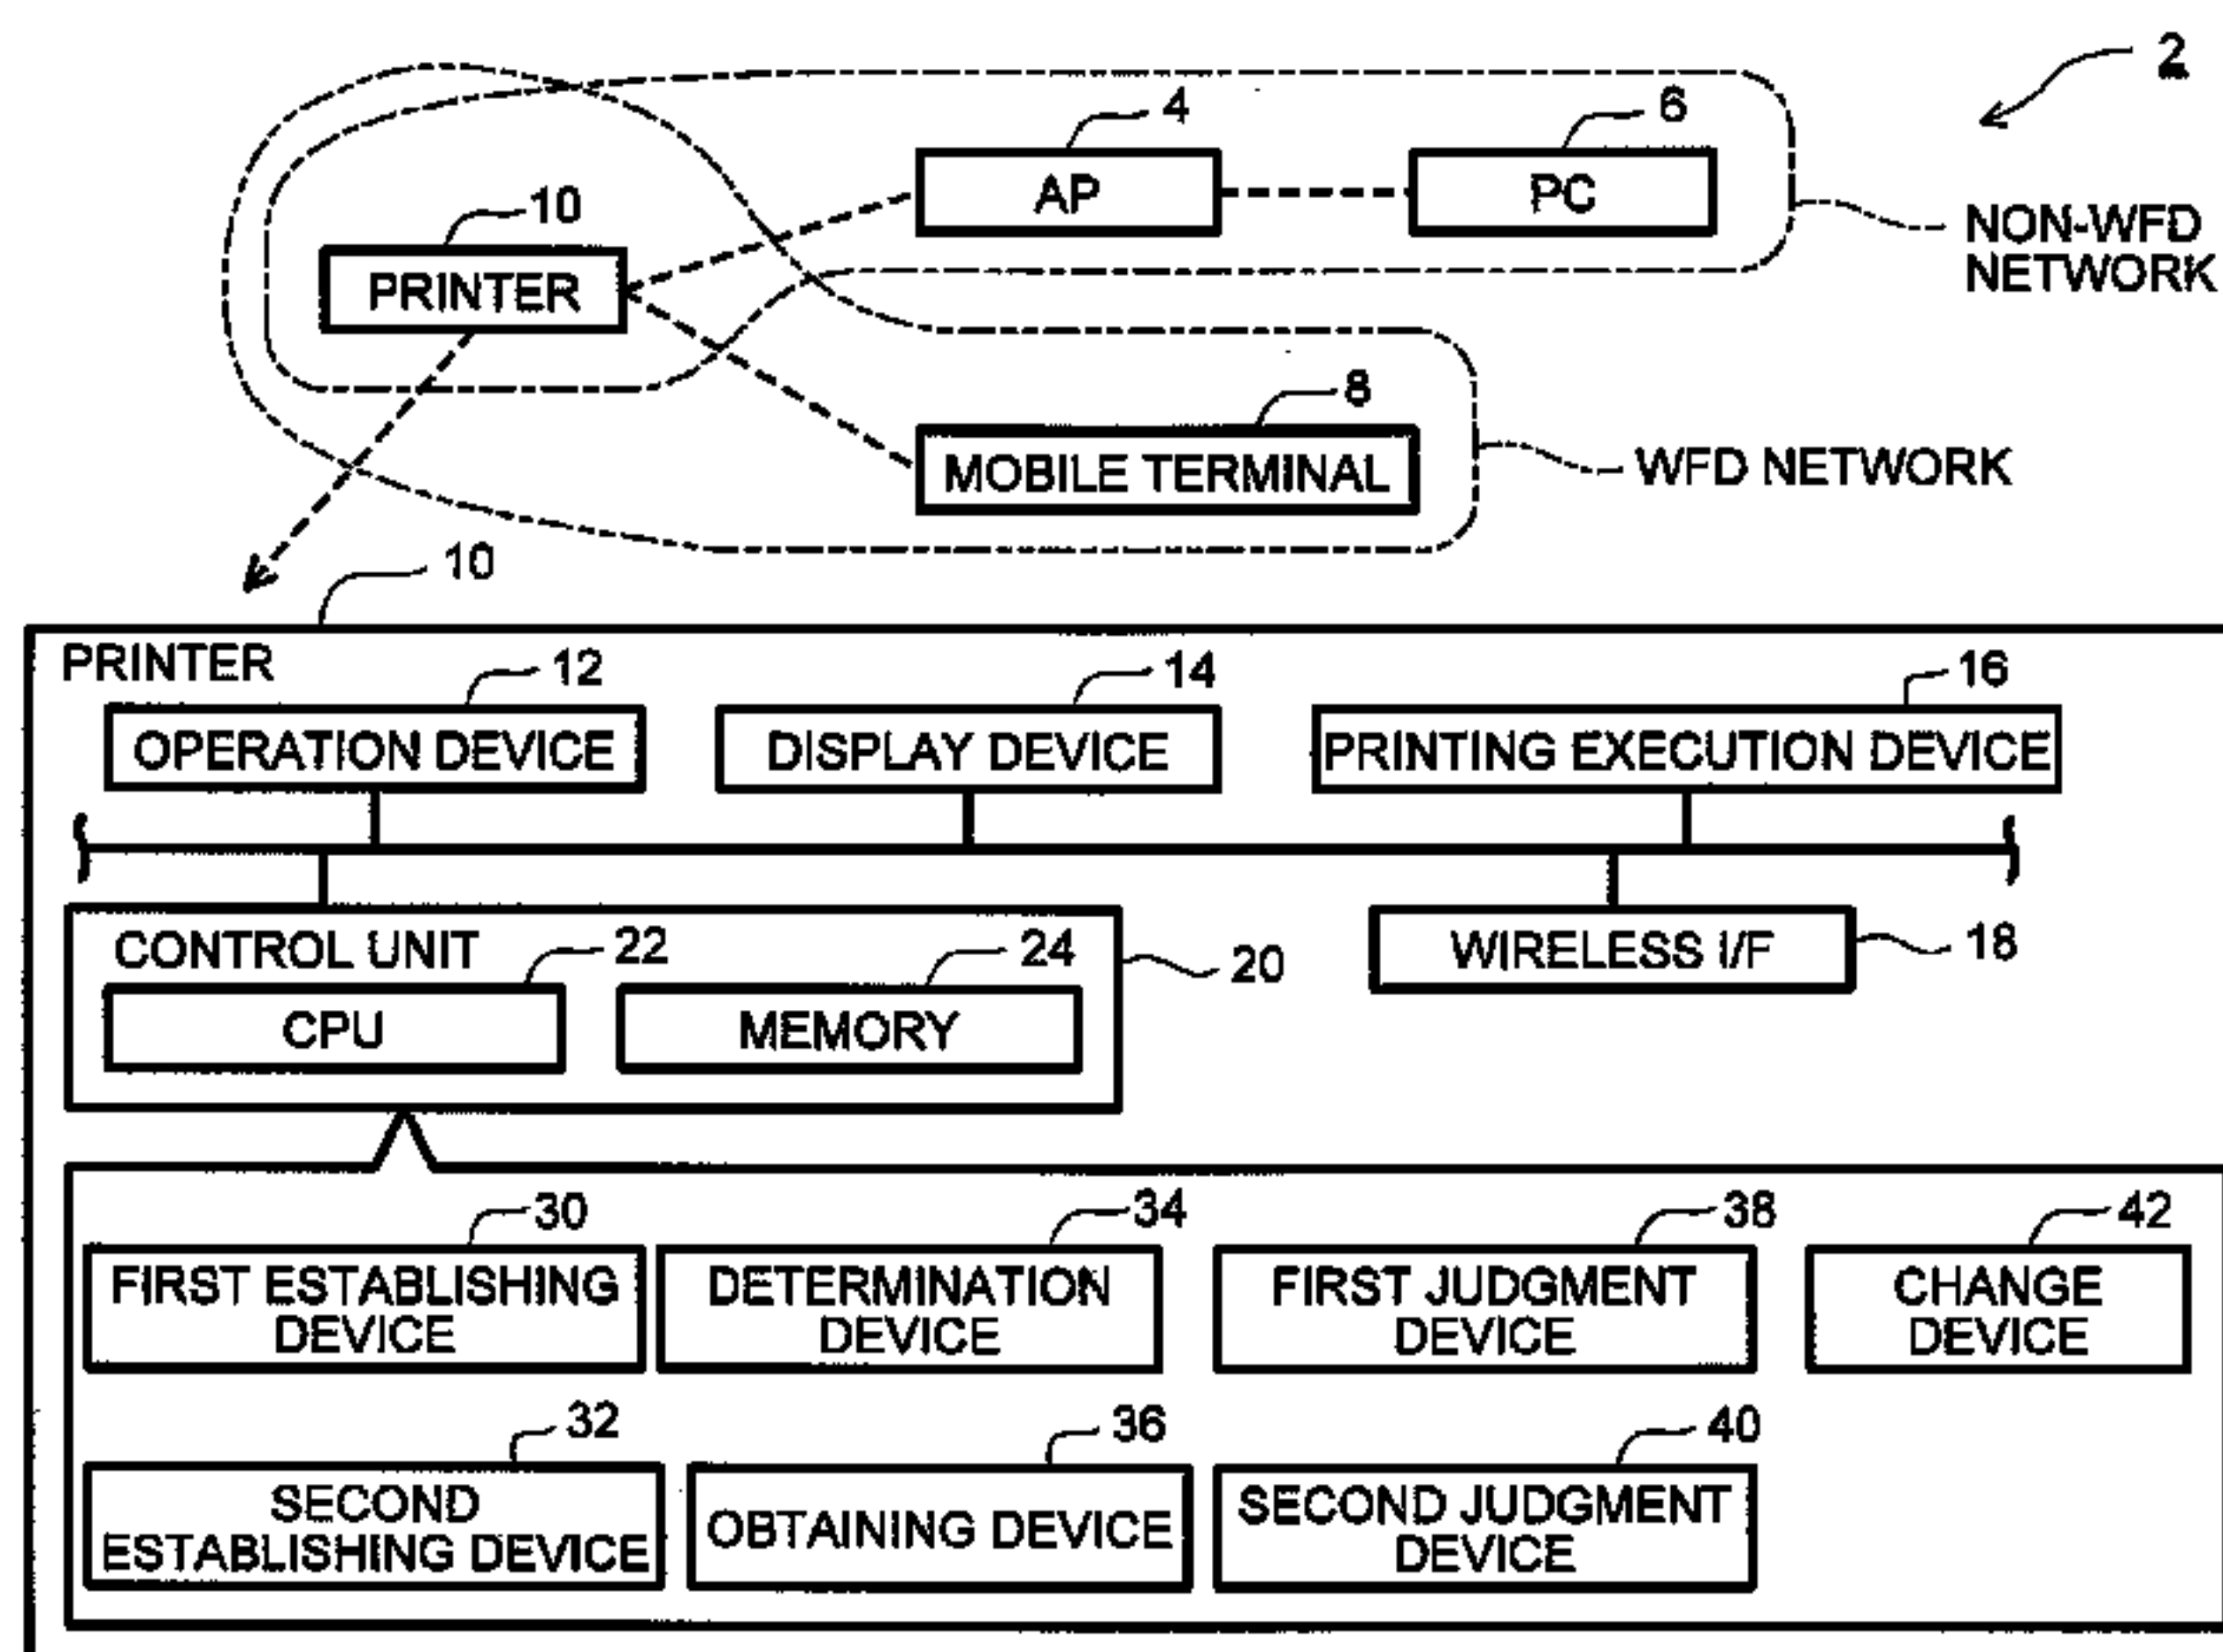 2
4
6
AP
PC
10
PRINTER
NON-WFD
NETWORK
8
MOBILE TERMINAL
WFD NETWORK
10
PRINTER
12
14
16
OPERATION DEVICE
DISPLAY DEVICE
PRINTING EXECUTION DEVICE
CONTROL UNIT
22
24
20
WIRELESS I/F
18
CPU
MEMORY
30
34
38
42
FIRST ESTABLISHING
DEVICE
DETERMINATION
DEVICE
FIRST JUDGMENT
DEVICE
CHANGE
DEVICE
32
36
40
SECOND
ESTABLISHING DEVICE
OBTAINING DEVICE
SECOND JUDGMENT
DEVICE